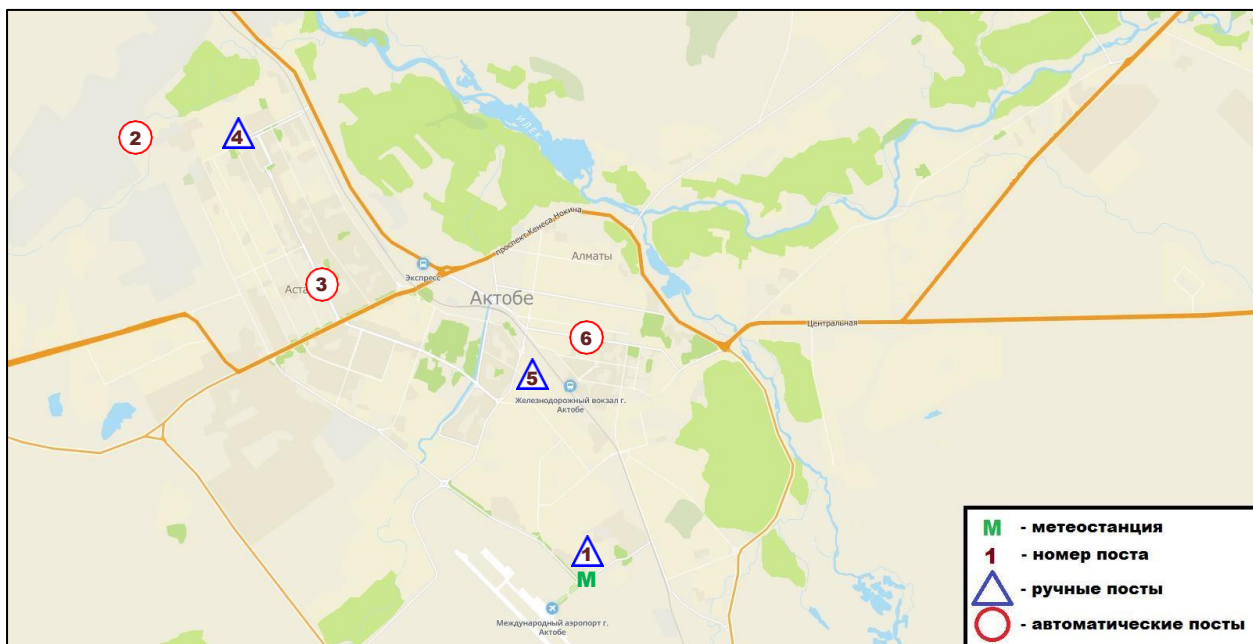 2
4
ИЛЕК
проспект Кенеса Нокина
Алматы
Экспресс
3
Аста
Актобе
6
Центральная
5
Железнодорожный вокзал г.
Актобе
1
М
Международный аэропорт г.
Актобе
М - метеостанция
1 - номер поста
- ручные посты
- автоматические посты